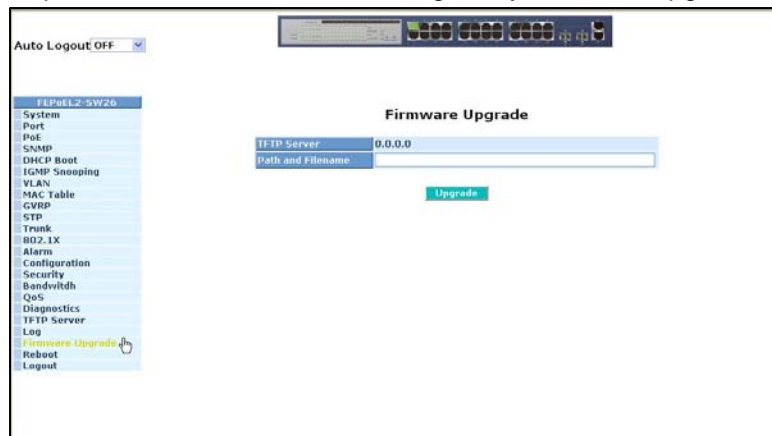 Auto Logout OFF
FEPoEL2-SW26
System
Port
PoE
SNMP
DHCP Boot
IGMP Snooping
VLAN
MAC Table
GVRP
STP
Trunk
802.1X
Alarm
Configuration
Security
Bandwitdh
QoS
Diagnostics
TFTP Server
Log
Firmware Upgrade
Reboot
Logout
Firmware Upgrade
TFTP Server 0.0.0.0
Path and Filename
Upgrade